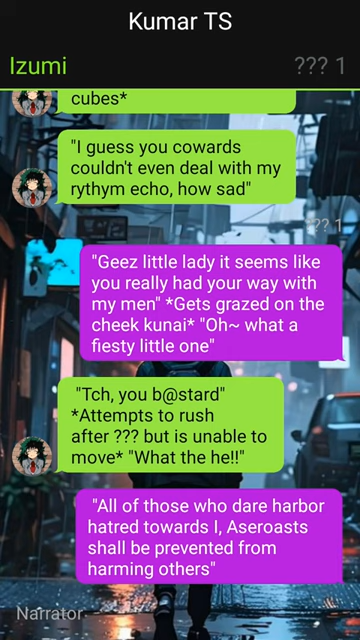 Kumar TS
Izumi
??? 1
cubes*
"I guess you cowards
couldn't even deal with my
rythym echo, how sad"
??? 1
"Geez little lady it seems like
you really had your way with
my men" *Gets grazed on the
cheek kunai* "Oh~ what a
fiesty little one"
"Tch, you b@stard"
*Attempts to rush
after ??? but is unable to
move* "What the he!!"
"All of those who dare harbor
hatred towards I, Aseroasts
shall be prevented from
harming others"
Narrator